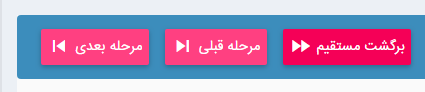 برگشت مستقیم
مرحله قبلی
مرحله بعدی